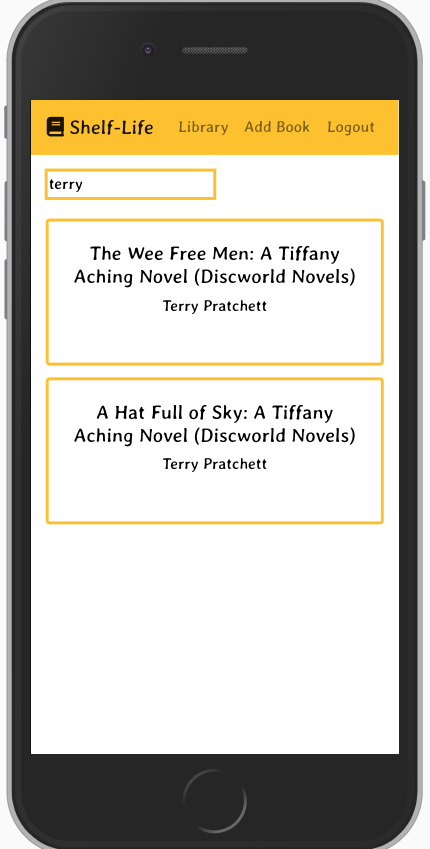 Shelf-Life Library Add Book Logout
terry
The Wee Free Men: A Tiffany
Aching Novel (Discworld Novels)
Terry Pratchett
A Hat Full of Sky: A Tiffany
Aching Novel (Discworld Novels)
Terry Pratchett